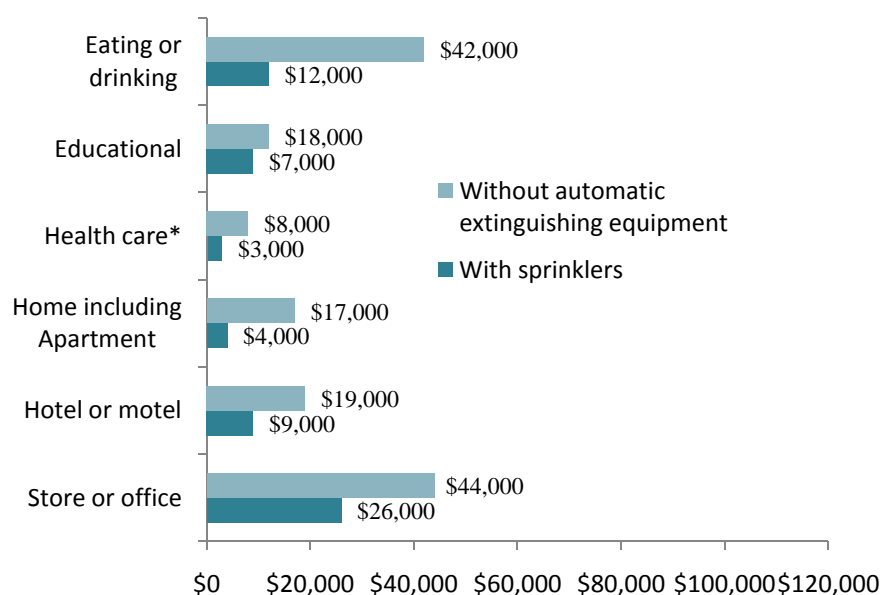 Eating or
drinking
$42,000
$12,000
Educational
$18,000
$7,000
Health care*
$8,000
$3,000
Home including
Apartment
$17,000
$4,000
Hotel or motel
$19,000
$9,000
Store or office
$44,000
$26,000
Without automatic
extinguishing equipment
With sprinklers
$0 $20,000 $40,000 $60,000 $80,000 $100,000 $120,000